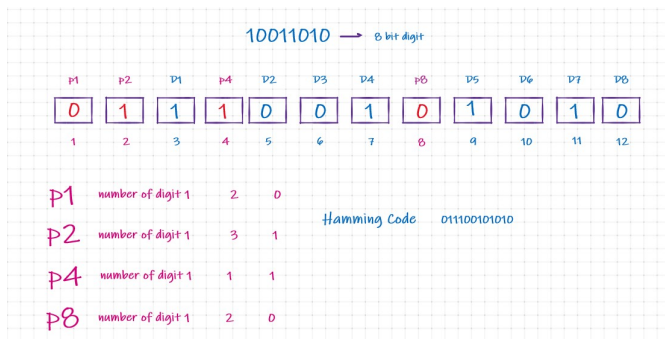 10011010 → 8 bit digit
P1 P2 D1 P4 D2 D3 D4 P8 D5 D6 D7 D8
0 1 1 1 0 0 1 0 1 0 1 0
1 2 3 4 5 6 7 8 9 10 11 12
P1 number of digit 1 2 0
Hamming Code 011100101010
P2 number of digit 1 3 1
P4 number of digit 1 1 1
P8 number of digit 1 2 0